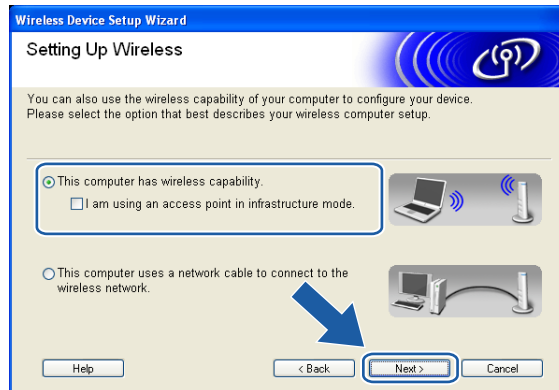 Wireless Device Setup Wizard
Setting Up Wireless
You can also use the wireless capability of your computer to configure your device.
Please select the option that best describes your wireless computer setup.
This computer has wireless capability.
I am using an access point in infrastructure mode.
This computer uses a network cable to connect to the
wireless network.
Help
< Back
Next >
Cancel